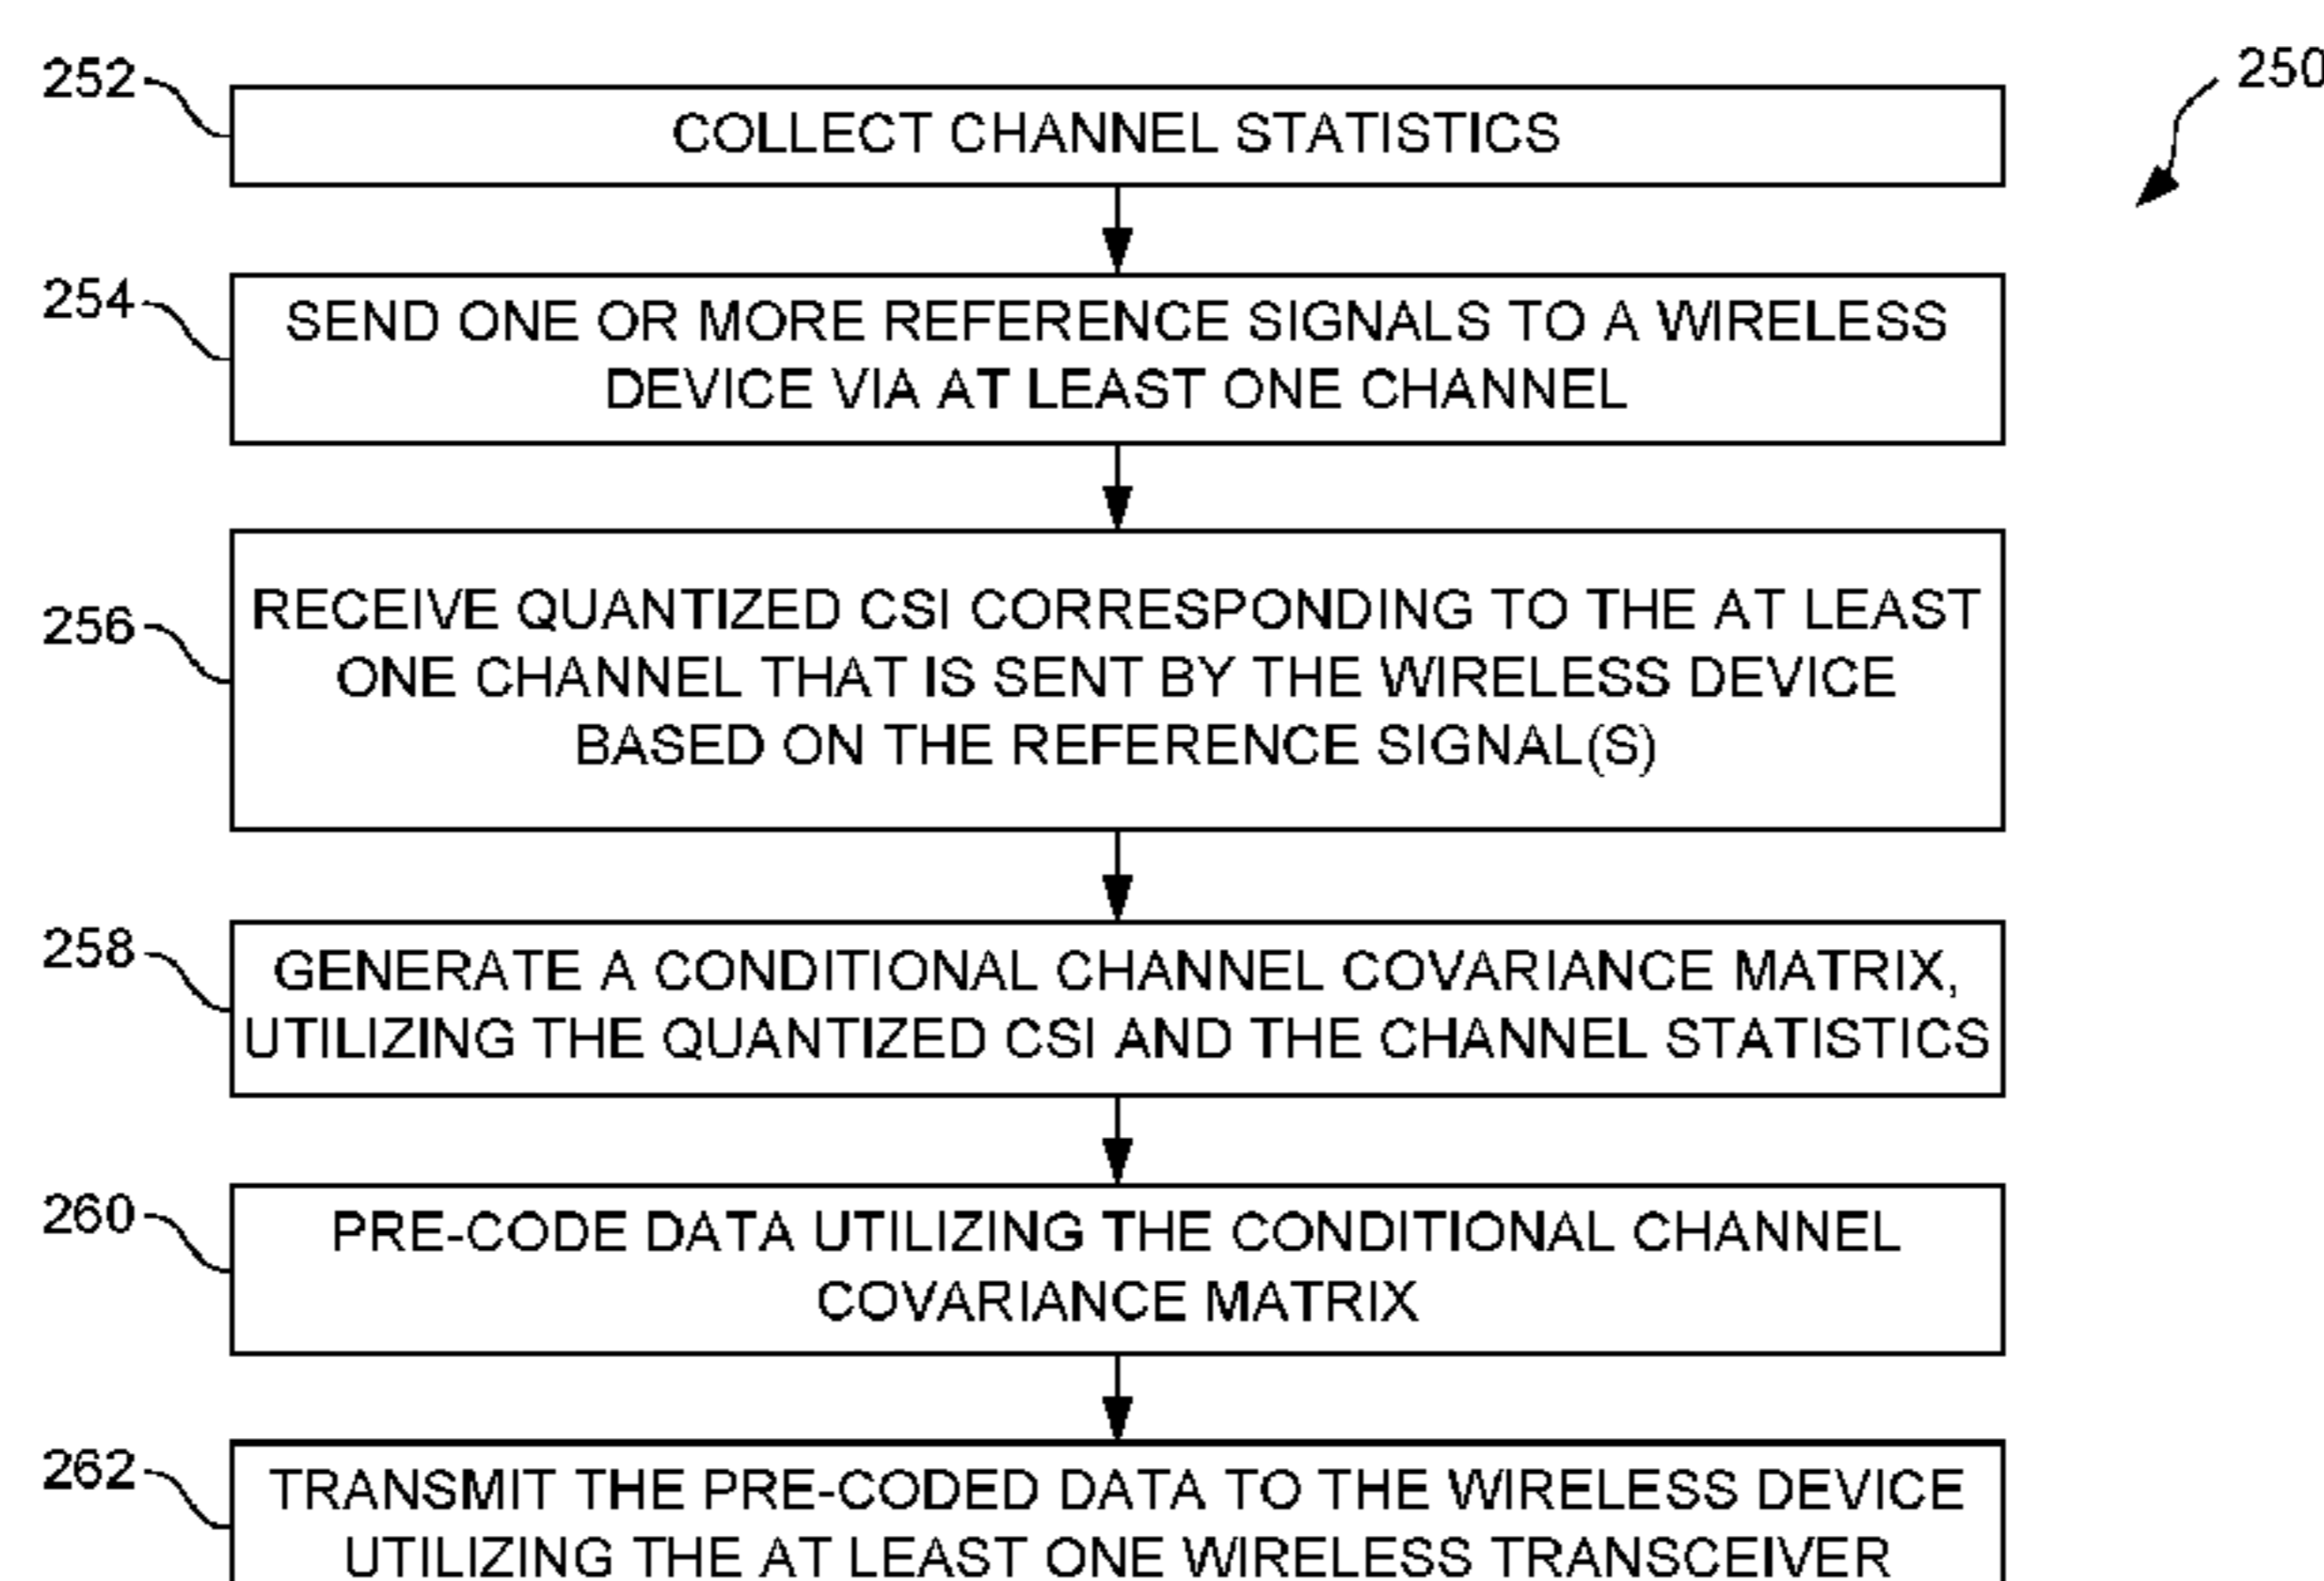 252
250
COLLECT CHANNEL STATISTICS
254
SEND ONE OR MORE REFERENCE SIGNALS TO A WIRELESS
DEVICE VIA AT LEAST ONE CHANNEL
256
RECEIVE QUANTIZED CSI CORRESPONDING TO THE AT LEAST
ONE CHANNEL THAT IS SENT BY THE WIRELESS DEVICE
BASED ON THE REFERENCE SIGNAL(S)
258
GENERATE A CONDITIONAL CHANNEL COVARIANCE MATRIX,
UTILIZING THE QUANTIZED CSI AND THE CHANNEL STATISTICS
260
PRE-CODE DATA UTILIZING THE CONDITIONAL CHANNEL
COVARIANCE MATRIX
262
TRANSMIT THE PRE-CODED DATA TO THE WIRELESS DEVICE
UTILIZING THE AT LEAST ONE WIRELESS TRANSCEIVER